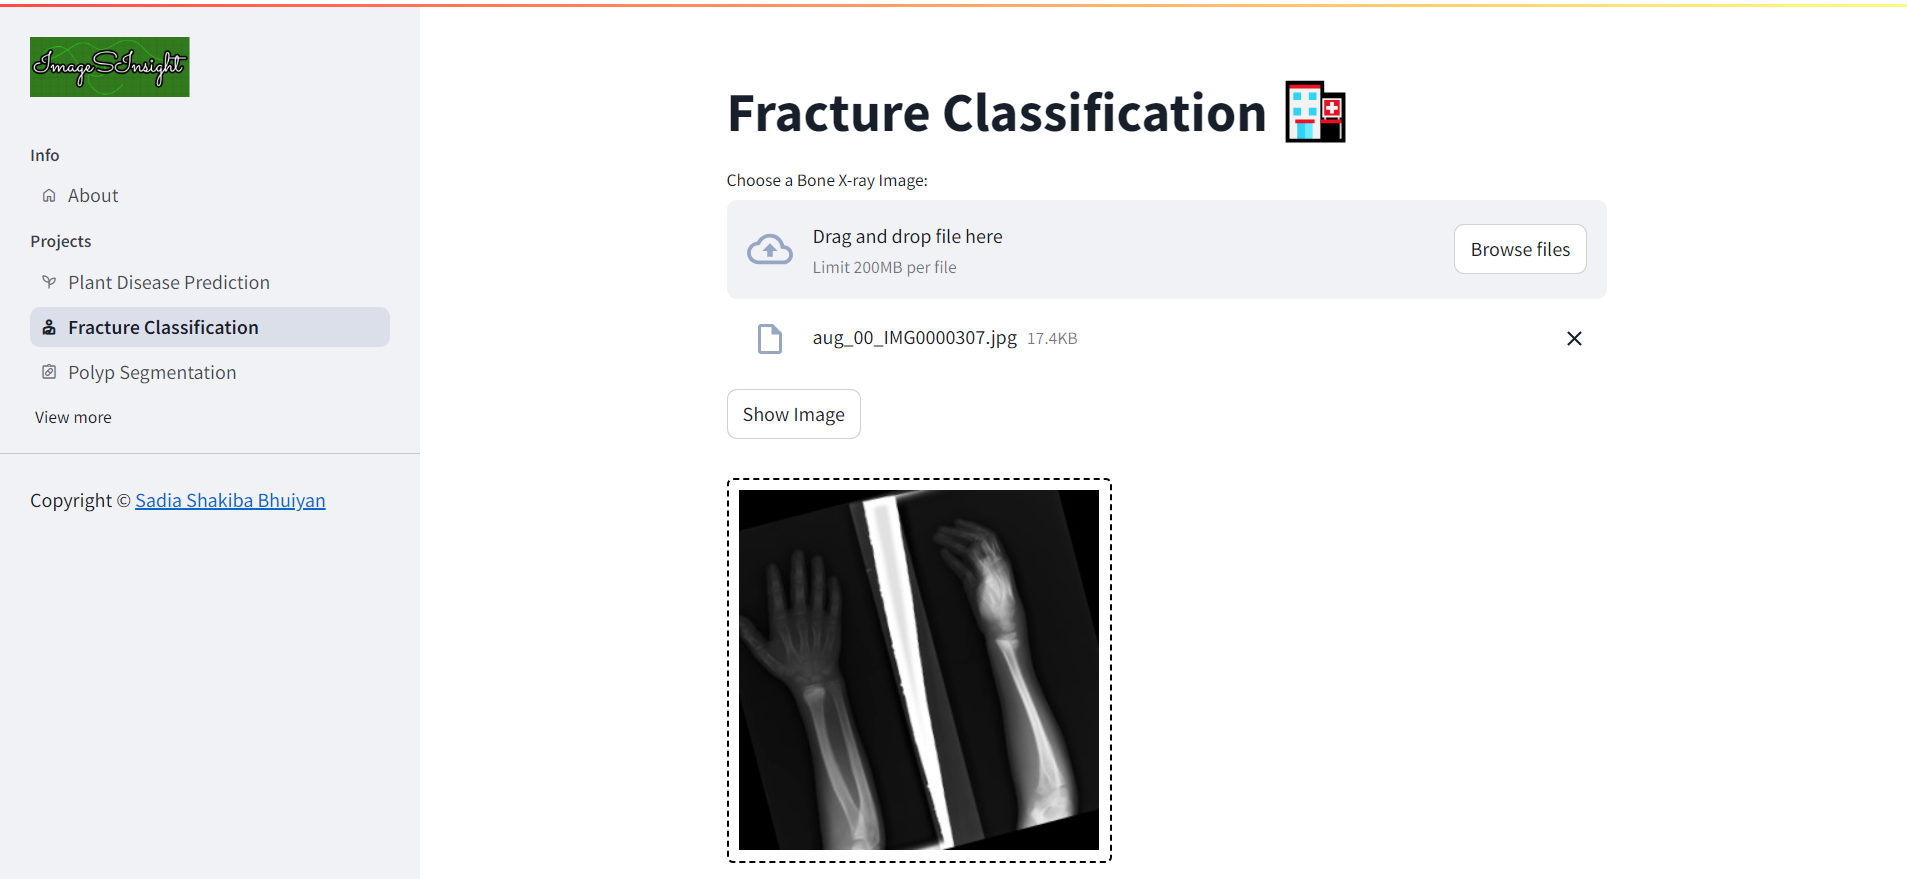 ImageSInsight
Info
About
Projects
Plant Disease Prediction
Fracture Classification
Polyp Segmentation
View more
Copyright © Sadia Shakiba Bhuiyan
Fracture Classification
Choose a Bone X-ray Image:
Drag and drop file here
Limit 200MB per file
Browse files
aug_00_IMG0000307.jpg 17.4KB
Show Image